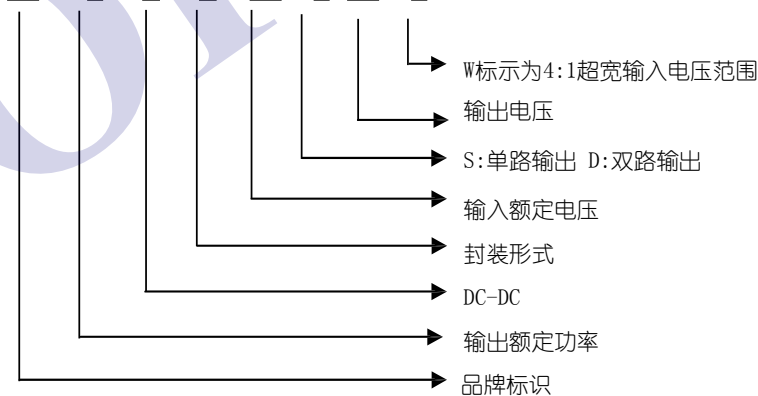 W标示为4:1超宽输入电压范围
输出电压
S:单路输出 D:双路输出
输入额定电压
封装形式
DC-DC
输出额定功率
品牌标识